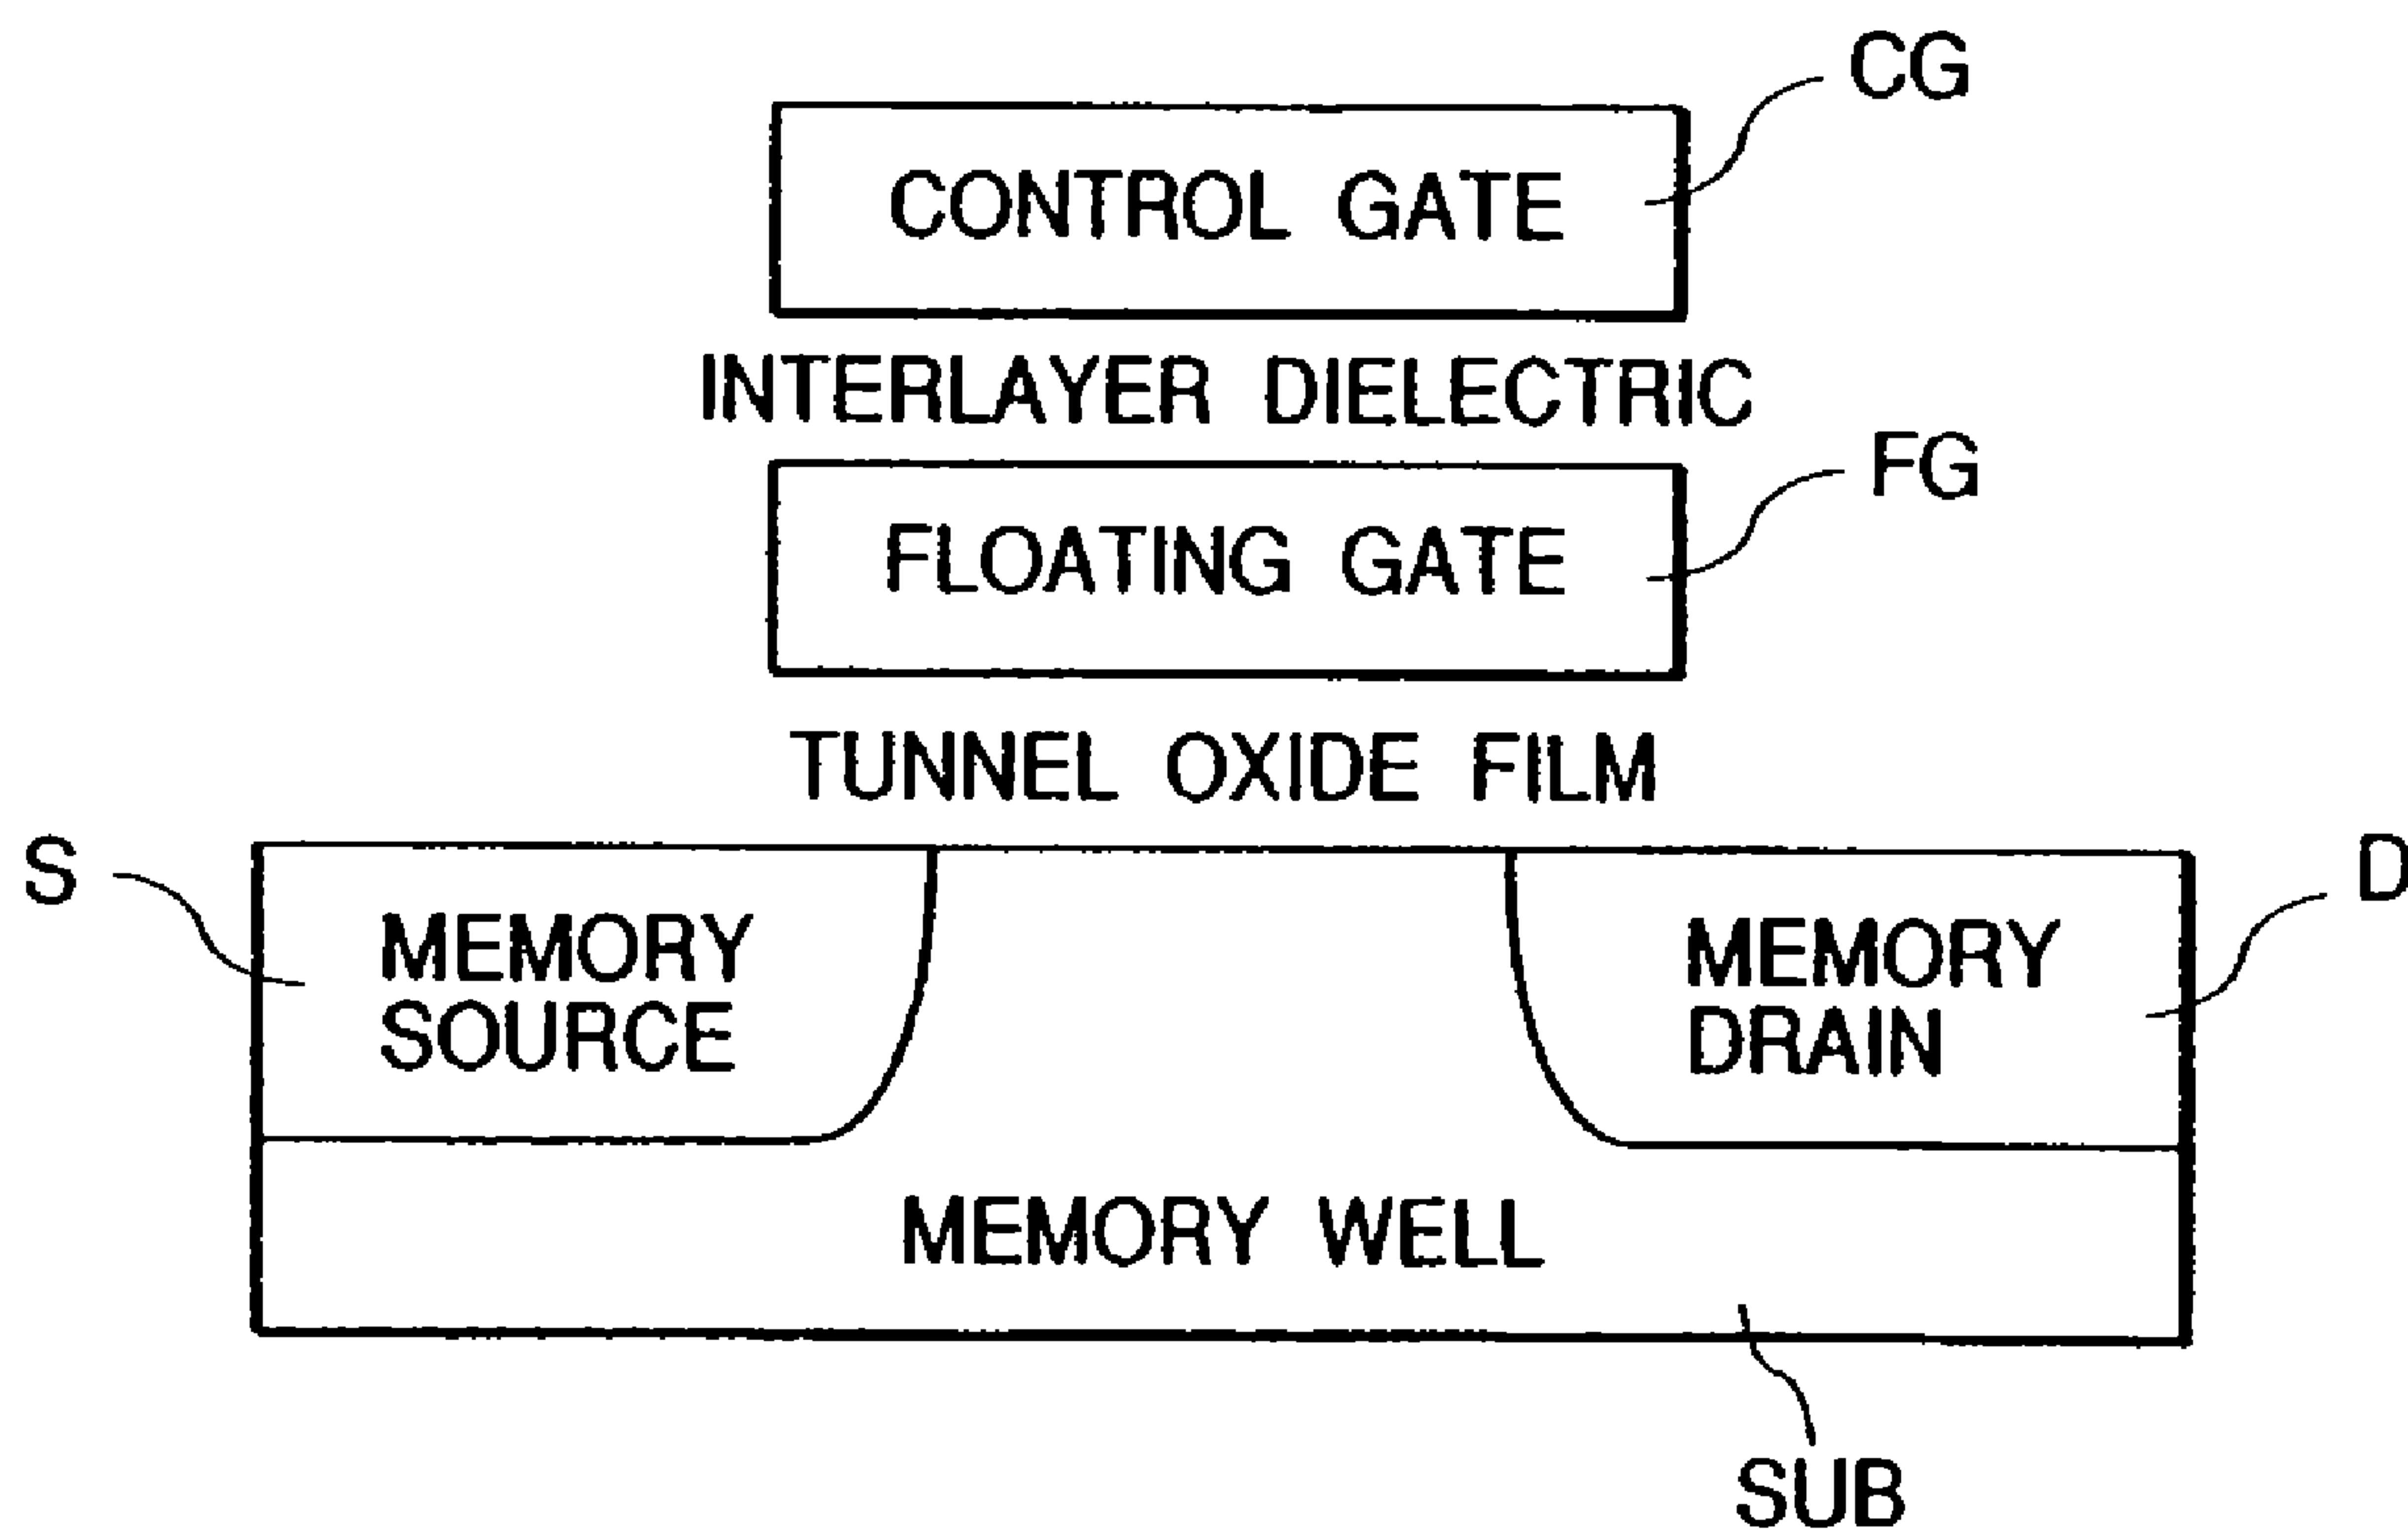 CG
CONTROL GATE
INTERLAYER DIELECTRIC
FG
FLOATING GATE
TUNNEL OXIDE FILM
S
D
MEMORY
SOURCE
MEMORY
DRAIN
MEMORY WELL
SUB